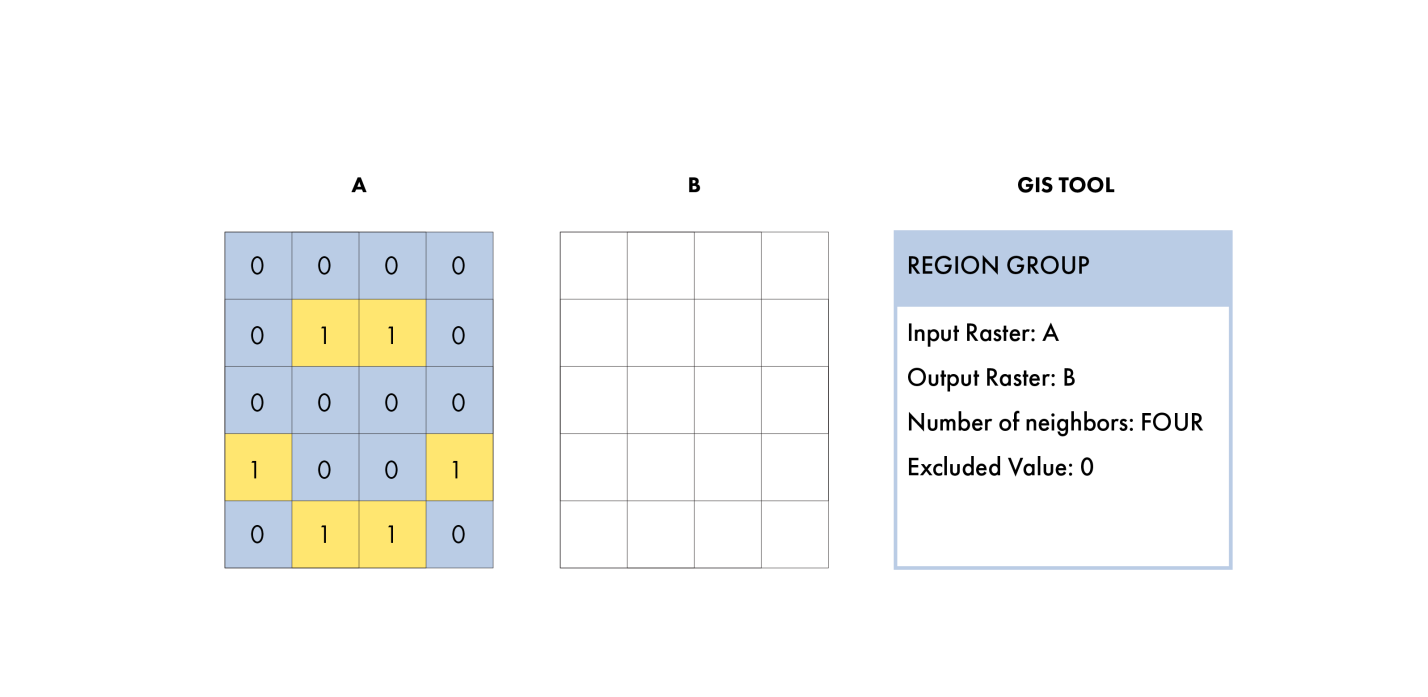 A
B
GIS TOOL
0 0 0 0
0 1 1 0
0 0 0 0
1 0 0 1
0 1 1 0
REGION GROUP
Input Raster: A
Output Raster: B
Number of neighbors: FOUR
Excluded Value: 0